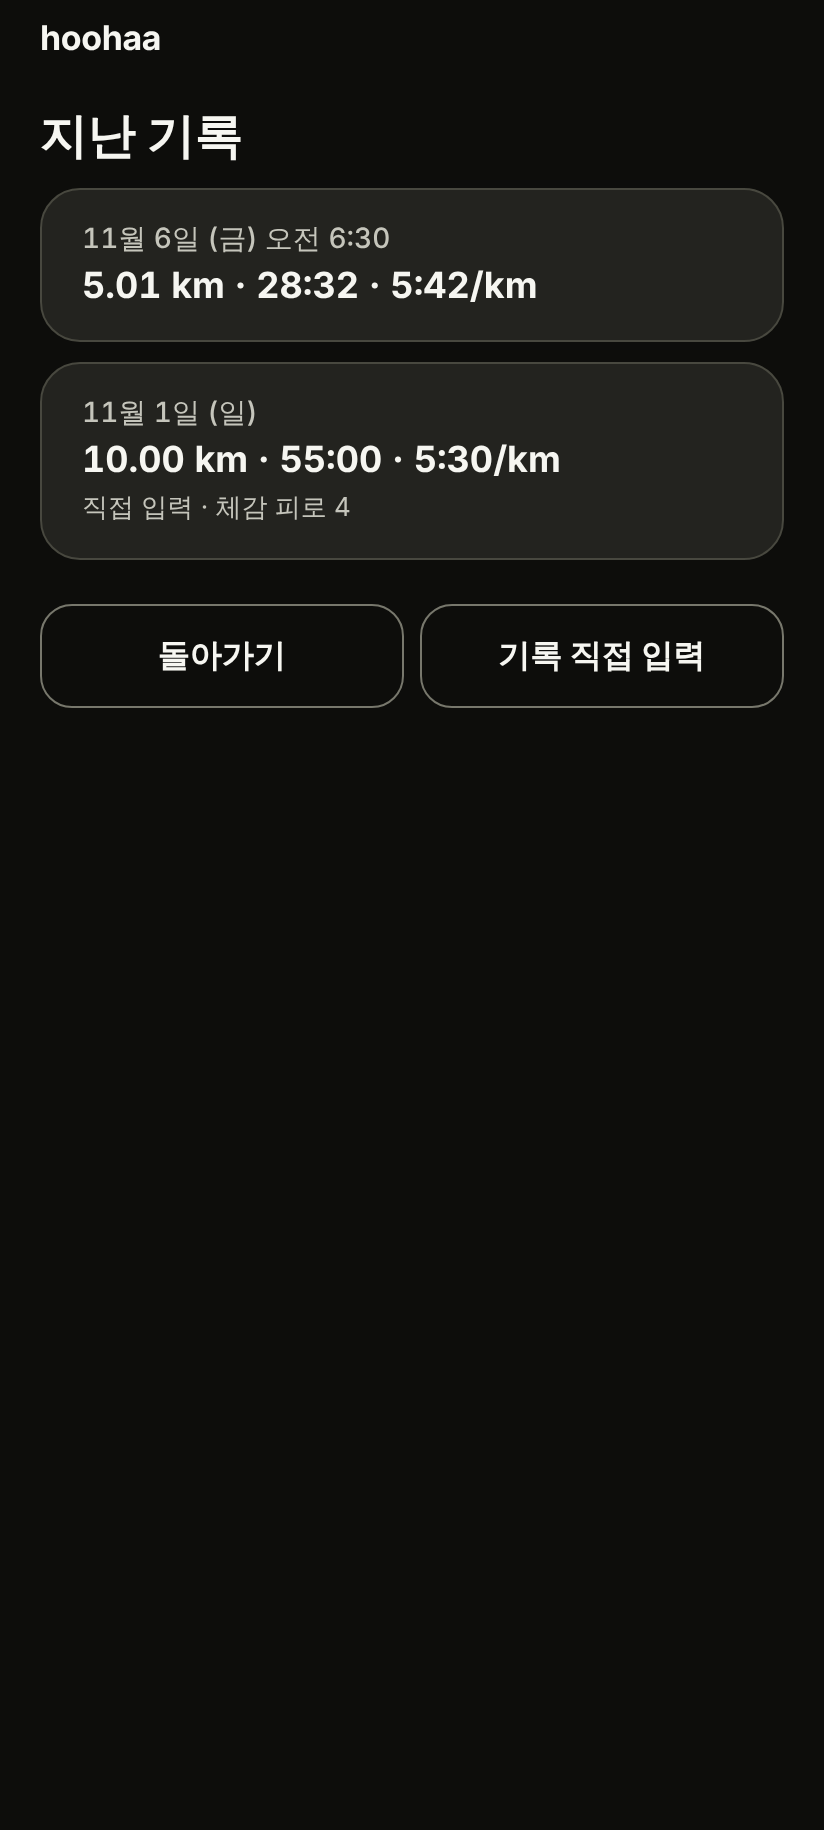 hoohaa
지난 기록
11월 6일 (금) 오전 6:30
5.01 km · 28:32 · 5:42/km
11월 1일 (일)
10.00 km · 55:00 · 5:30/km
직접 입력 · 체감 피로 4
돌아가기
기록 직접 입력